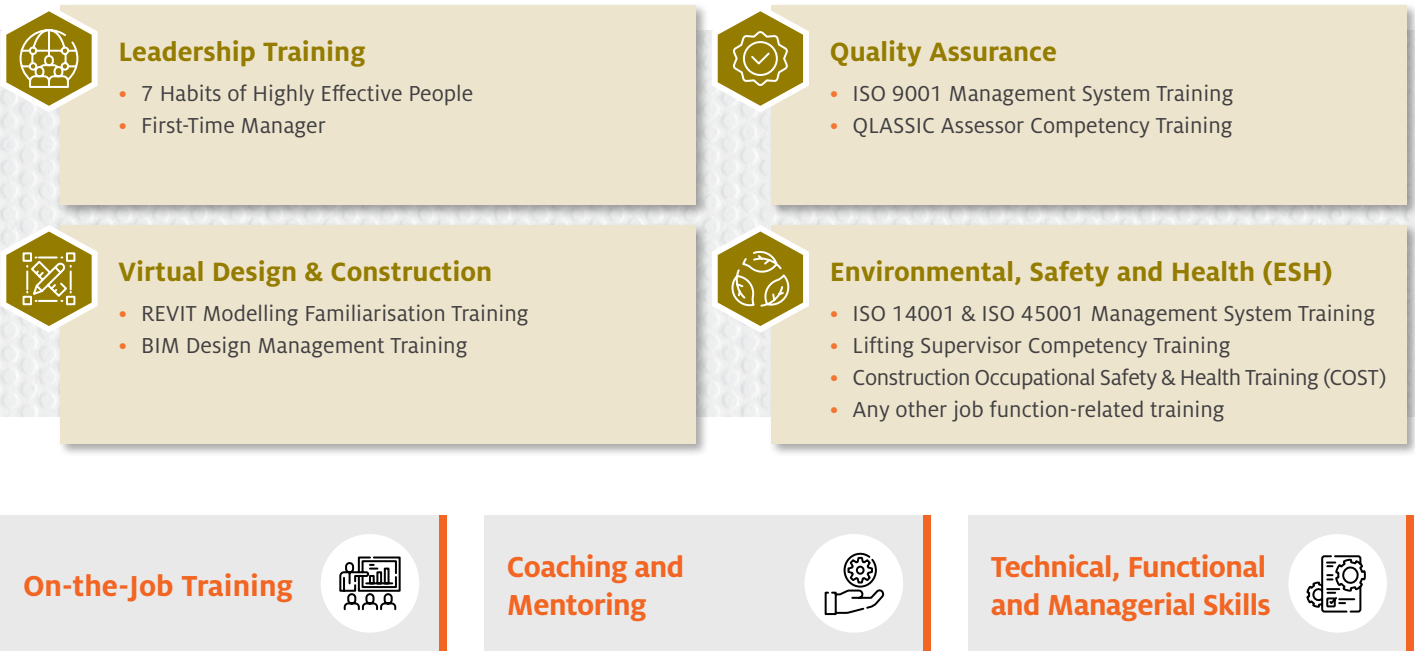 Leadership Training
• 7 Habits of Highly Effective People
• First-Time Manager
Quality Assurance
• ISO 9001 Management System Training
• QLASSIC Assessor Competency Training
Virtual Design & Construction
• REVIT Modelling Familiarisation Training
• BIM Design Management Training
Environmental, Safety and Health (ESH)
• ISO 14001 & ISO 45001 Management System Training
• Lifting Supervisor Competency Training
• Construction Occupational Safety & Health Training (COST)
• Any other job function-related training
On-the-Job Training
Coaching and
Mentoring
Technical, Functional
and Managerial Skills